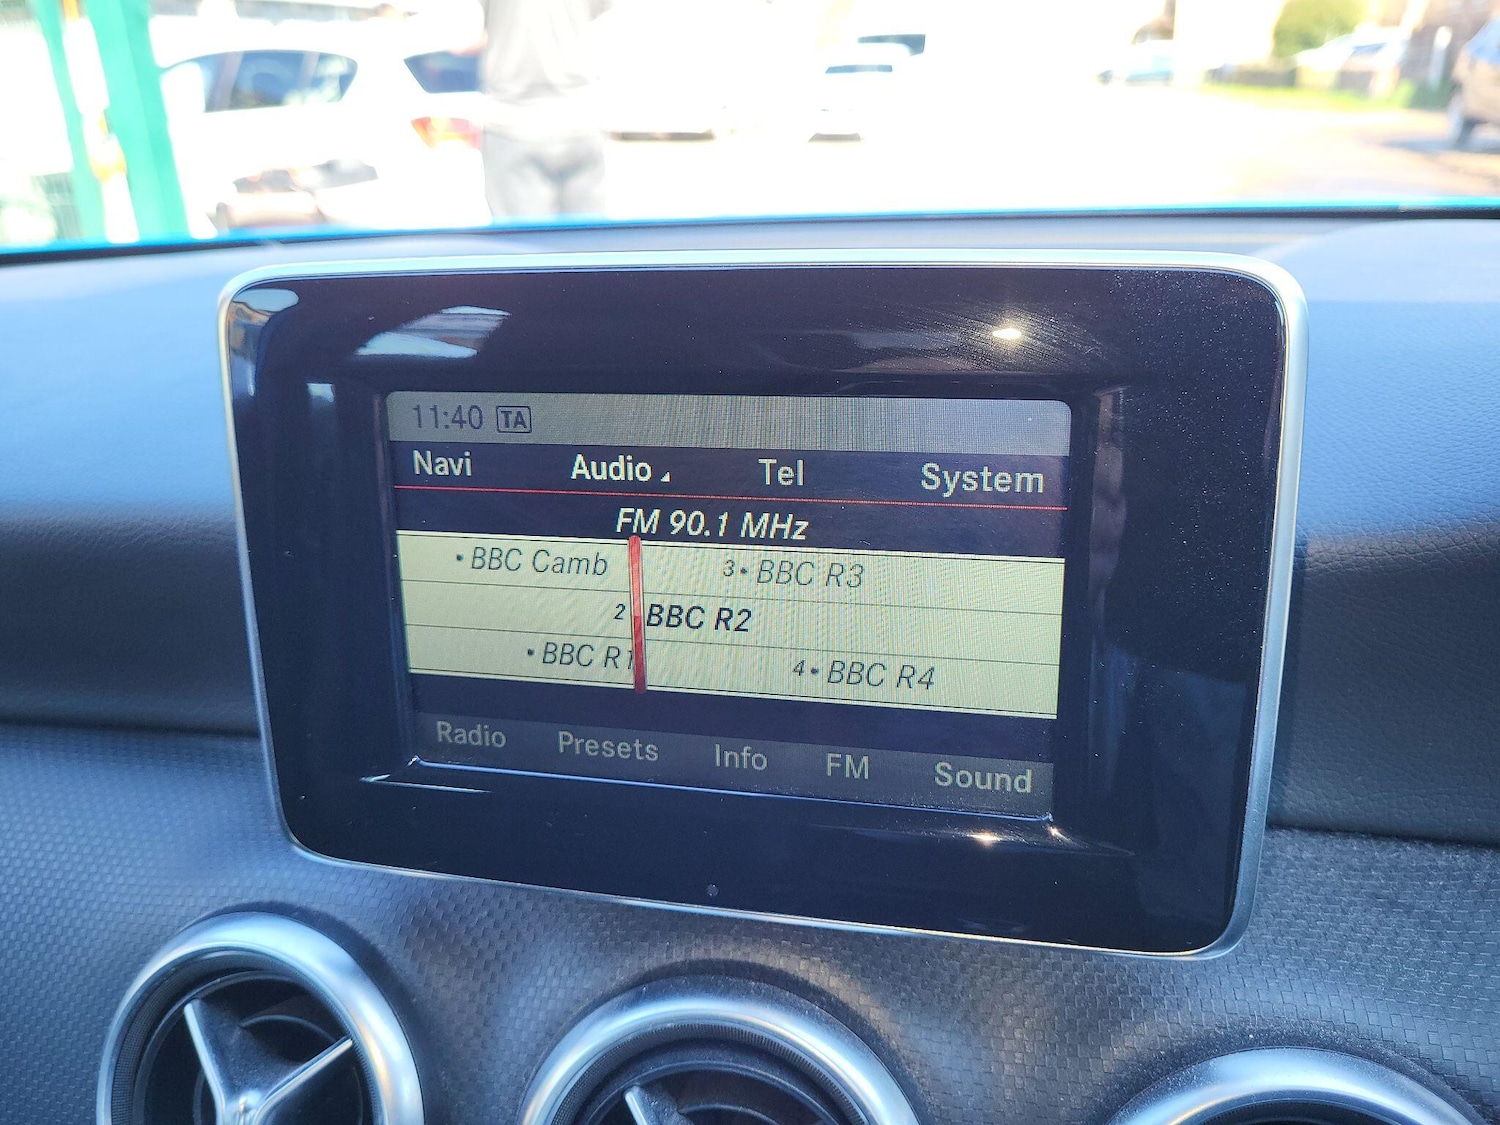 11:40 TA
Navi Audio Tel System
FM 90.1 MHz
• BBC Camb 3• BBC R3
2 BBC R2
• BBC R1 4• BBC R4
Radio Presets Info FM Sound